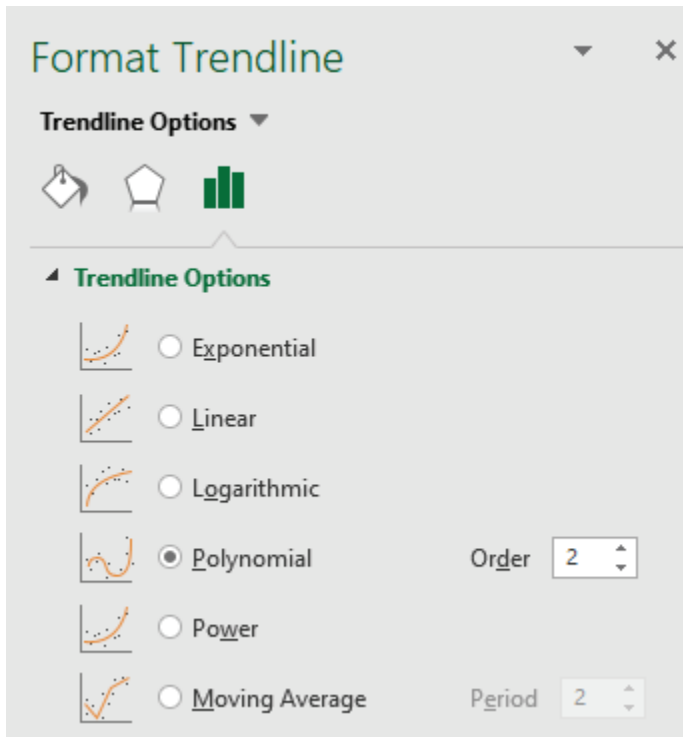 Format Trendline
Trendline Options
Trendline Options
Exponential
Linear
Logarithmic
Polynomial Order 2
Power
Moving Average Period 2